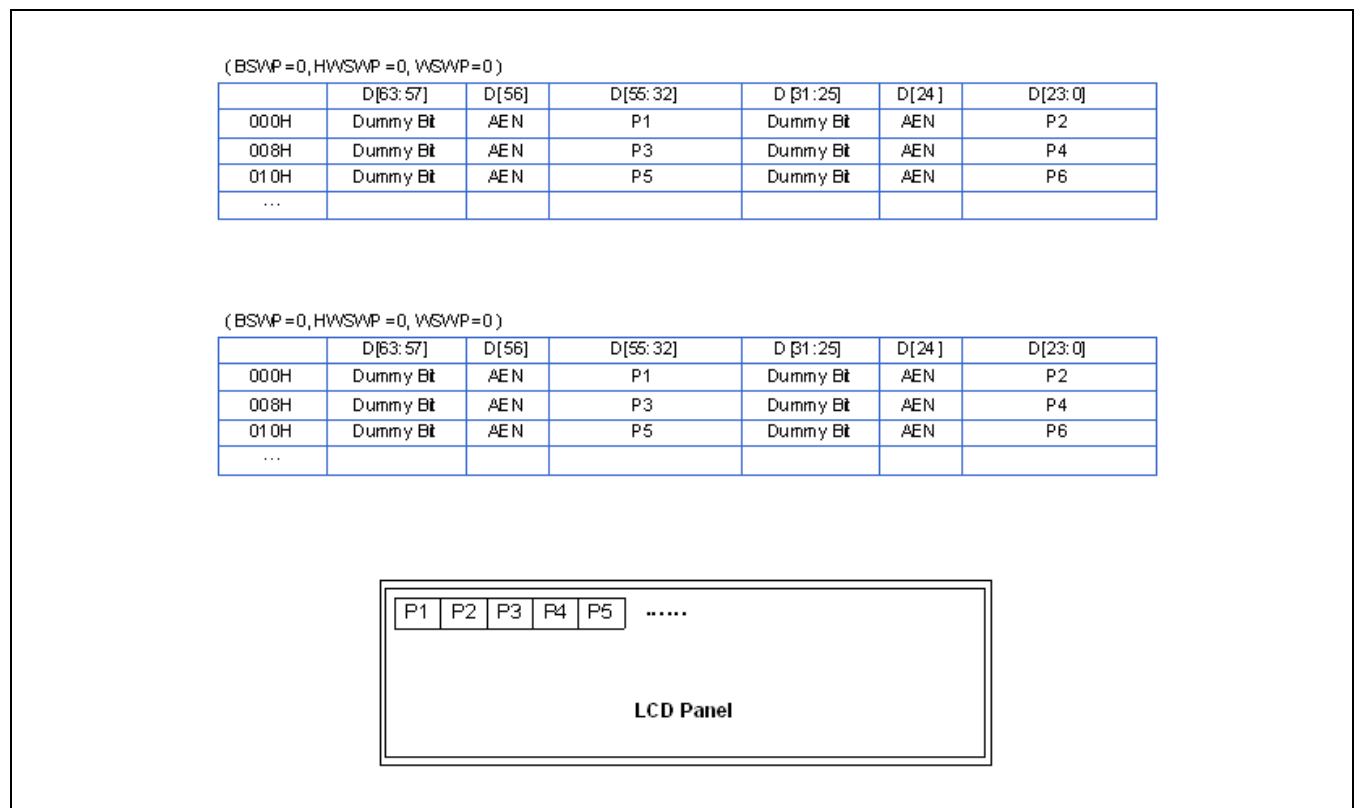 ( BSWP =0, HWSWP =0, WSWP=0 )
D[63:57] D[56] D[55:32] D [31:25] D[24 ] D[23:0]
000H Dummy Bit AEN P1 Dummy Bit AEN P2
008H Dummy Bit AEN P3 Dummy Bit AEN P4
010H Dummy Bit AEN P5 Dummy Bit AEN P6
...
( BSWP =0, HWSWP =0, WSWP=0 )
D[63:57] D[56] D[55:32] D [31:25] D[24 ] D[23:0]
000H Dummy Bit AEN P1 Dummy Bit AEN P2
008H Dummy Bit AEN P3 Dummy Bit AEN P4
010H Dummy Bit AEN P5 Dummy Bit AEN P6
...
P1 P2 P3 P4 P5 ......
LCD Panel